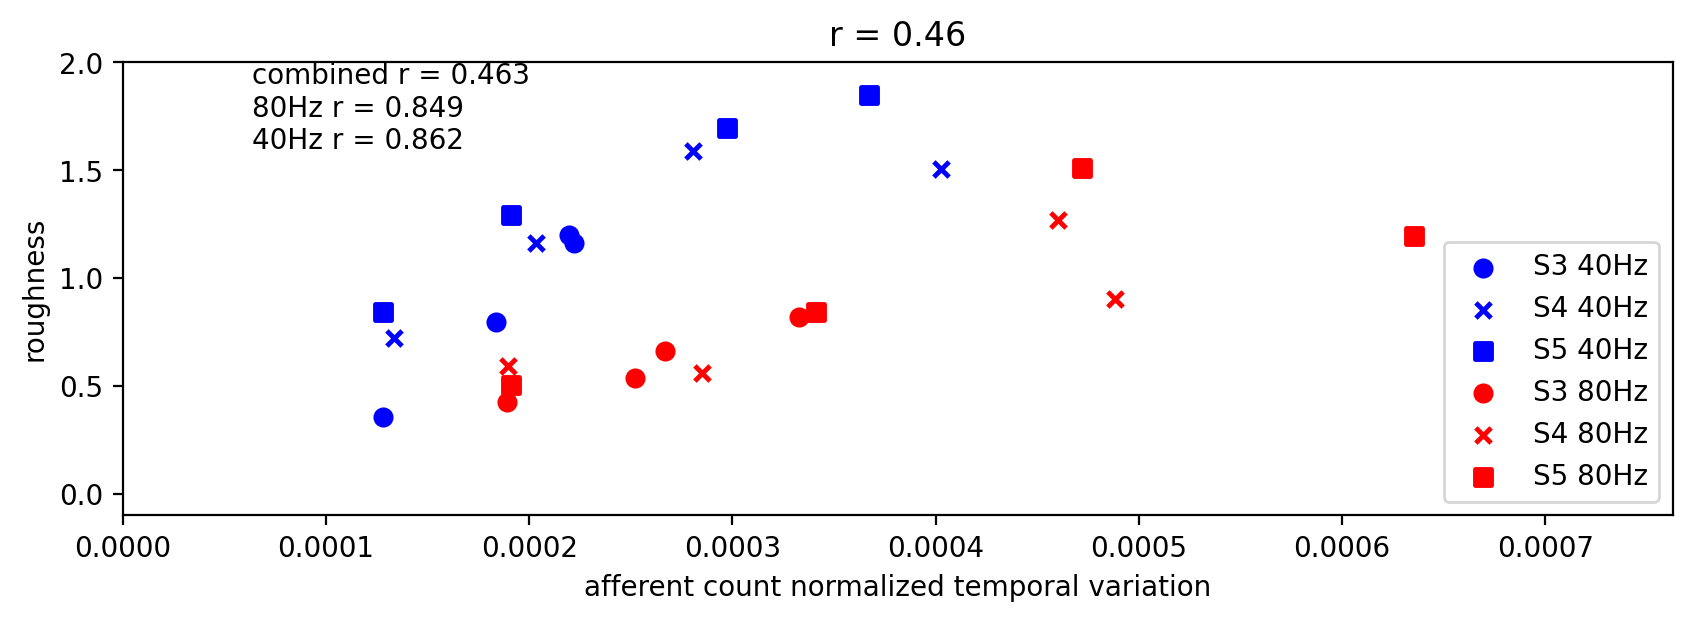 r = 0.46
combined r = 0.463
80Hz r = 0.849
40Hz r = 0.862
2.0
1.5
1.0
0.5
0.0
roughness
S3 40Hz
S4 40Hz
S5 40Hz
S3 80Hz
S4 80Hz
S5 80Hz
0.0000 0.0001 0.0002 0.0003 0.0004 0.0005 0.0006 0.0007
afferent count normalized temporal variation